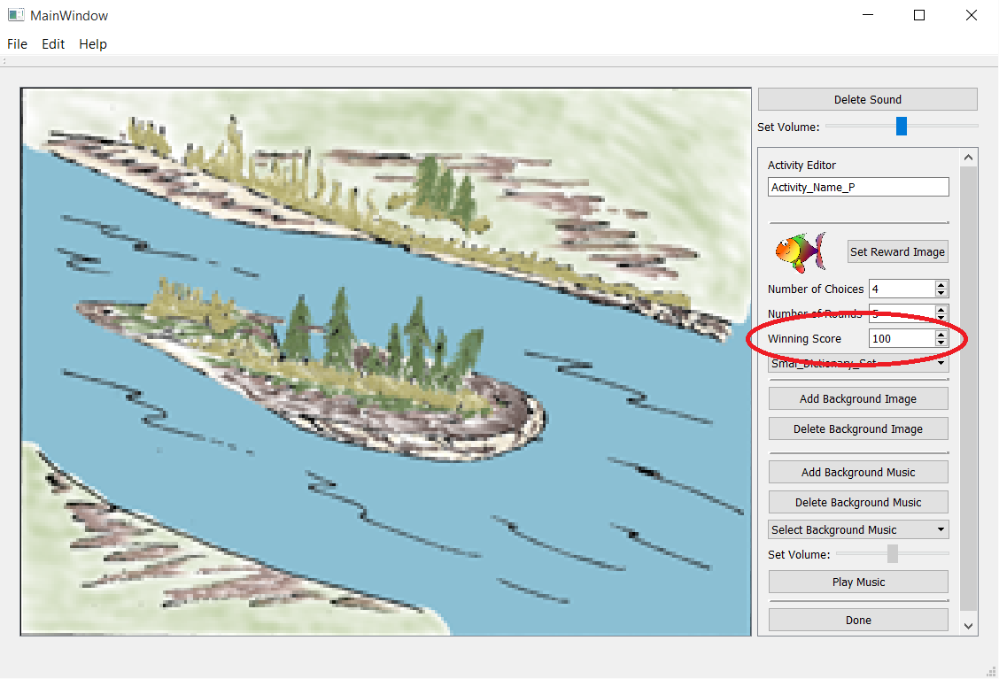 MainWindow
File Edit Help
Delete Sound
Set Volume:
Activity Editor
Activity_Name_P
Set Reward Image
Number of Choices 4
Number of Rounds 5
Winning Score 100
Smal_Dictionary_Set
Add Background Image
Delete Background Image
Add Background Music
Delete Background Music
Select Background Music
Set Volume:
Play Music
Done